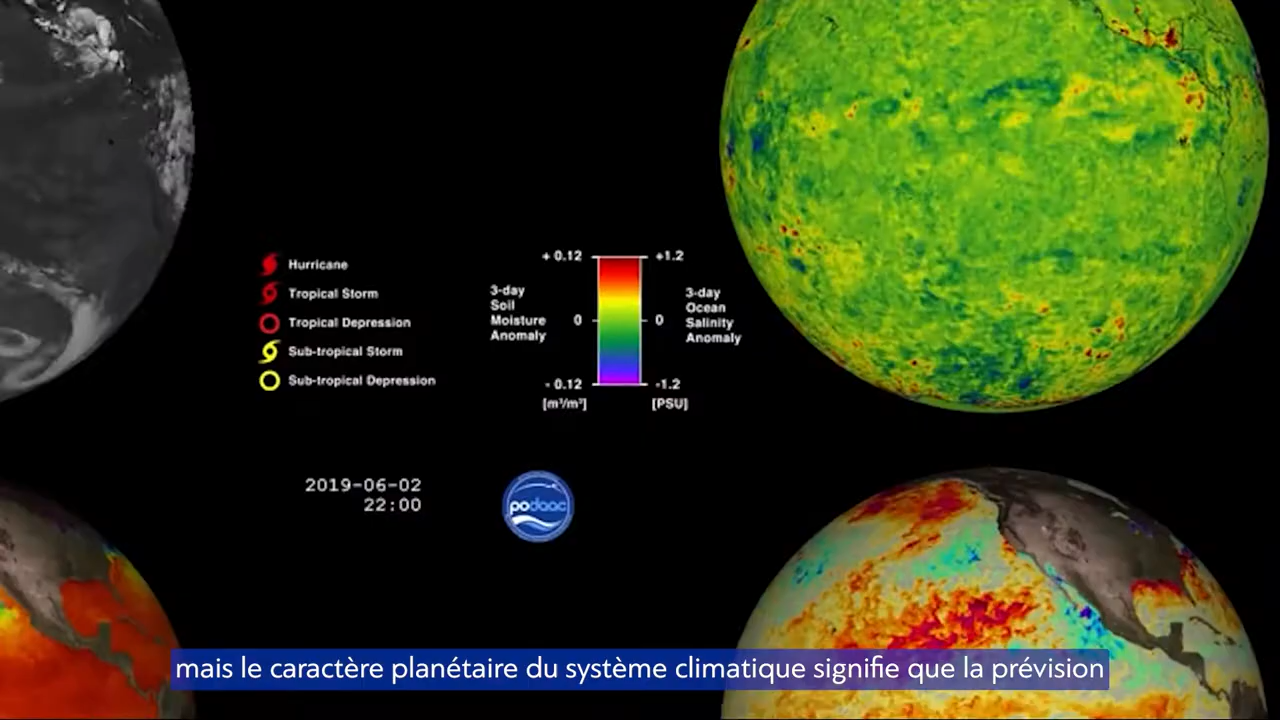 Hurricane
Tropical Storm
Tropical Depression
Sub-tropical Storm
Sub-tropical Depression
3-day
Soil
Moisture
Anomaly
+ 0.12
0
- 0.12
[m³/m³]
+1.2
0
-1.2
[PSU]
3-day
Ocean
Salinity
Anomaly
2019-06-02
22:00
podaac
mais le caractère planétaire du système climatique signifie que la prévision